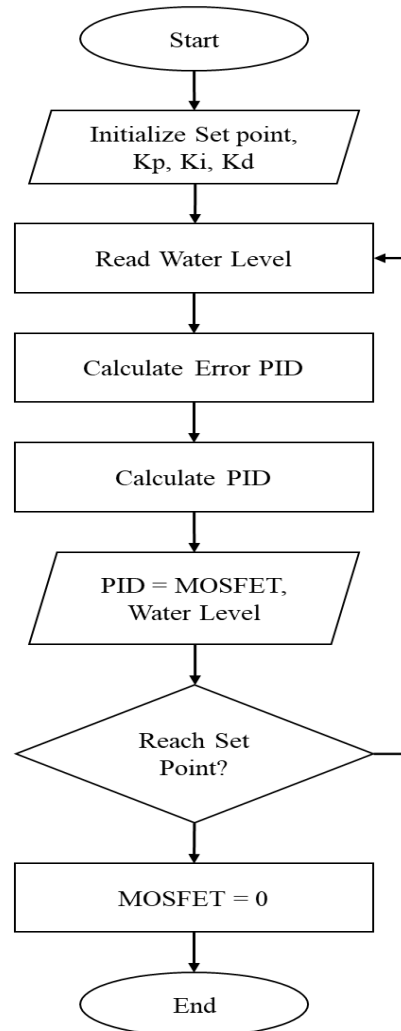 Start
Initialize Set point,
Kp, Ki, Kd
Read Water Level
Calculate Error PID
Calculate PID
PID = MOSFET,
Water Level
Reach Set
Point?
MOSFET = 0
End